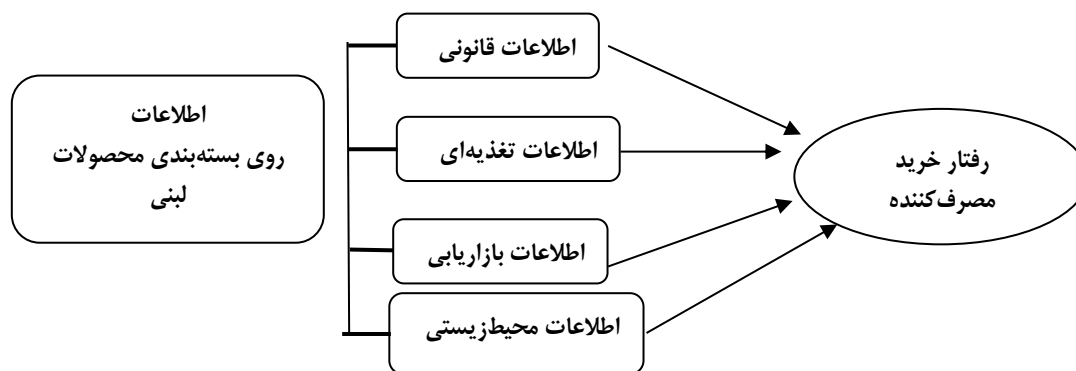 اطلاعات
روی بسته‌بندی محصولات
لبنی
اطلاعات قانونی
اطلاعات تغذیه‌ای
اطلاعات بازاریابی
اطلاعات محیط‌زیستی
رفتار خرید
مصرف‌کننده